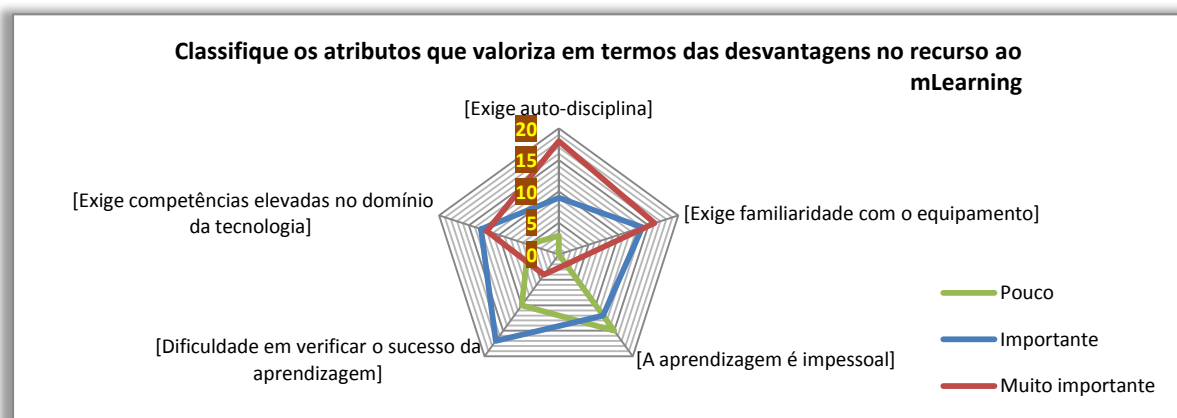 Classifique os atributos que valoriza em termos das desvantagens no recurso ao
mLearning
[Exige auto-disciplina]
20
15
10
5
0
[Exige competências elevadas no domínio
da tecnologia]
[Exige familiaridade com o equipamento]
[Dificuldade em verificar o sucesso da
aprendizagem]
[A aprendizagem é impessoal]
Pouco
Importante
Muito importante